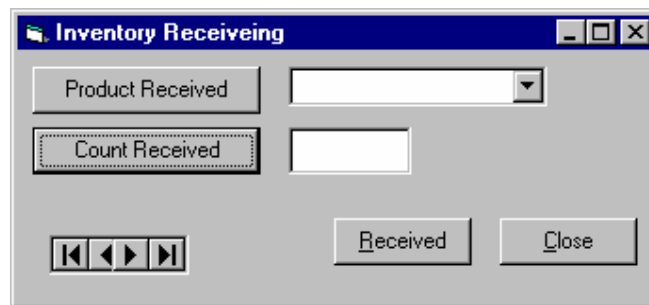 Inventory Receiveing
Product Received
Count Received
Received
Close